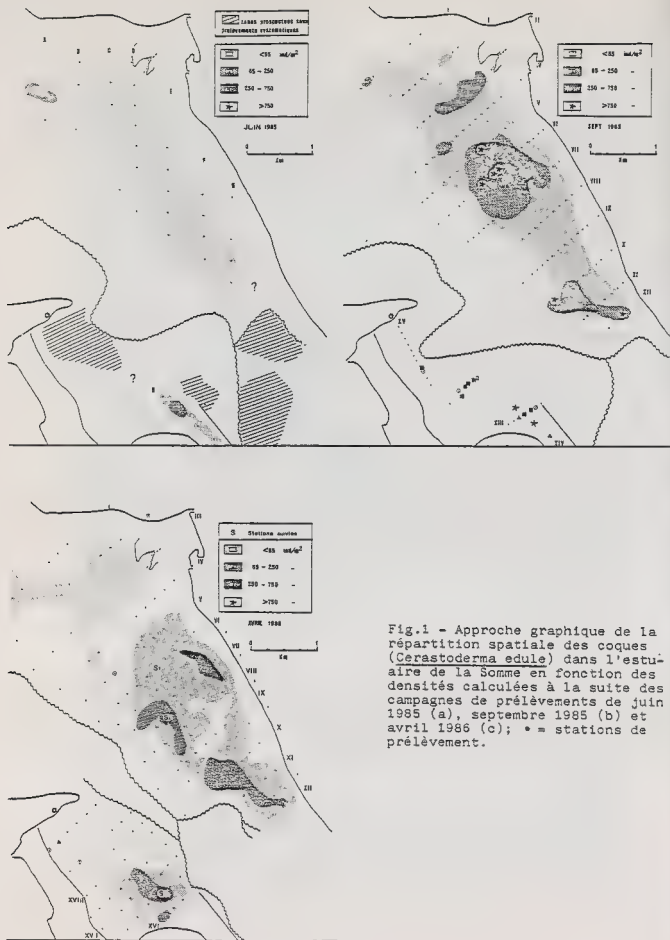 Zones prospectées sans
prélèvements systématiques
A
B
C
D
E
F
G
<65 ind/m²
65 - 250
250 - 750
>750
JUIN 1985
0 1
Km
?
?
H
I
II
V
VI
VII
VIII
IX
X
XI
XII
XV
XIII
XIV
<65 ind/m²
65 - 250 "
250 - 750 "
>750 "
SEPT 1985
0 1
Km
S Stations suivies
<65 ind/m²
65 - 250 "
250 - 750 "
>750 "
AVRIL 1986
0 1
Km
III
IV
V
VI
VII
VIII
IX
X
XI
XII
S
S
XVIII
XVI
XVI
Fig.1 - Approche graphique de la
répartition spatiale des coques
(Cerastoderma edule) dans l'estu-
aire de la Somme en fonction des
densités calculées à la suite des
campagnes de prélèvements de juin
1985 (a), septembre 1985 (b) et
avril 1986 (c); • = stations de
prélèvement.